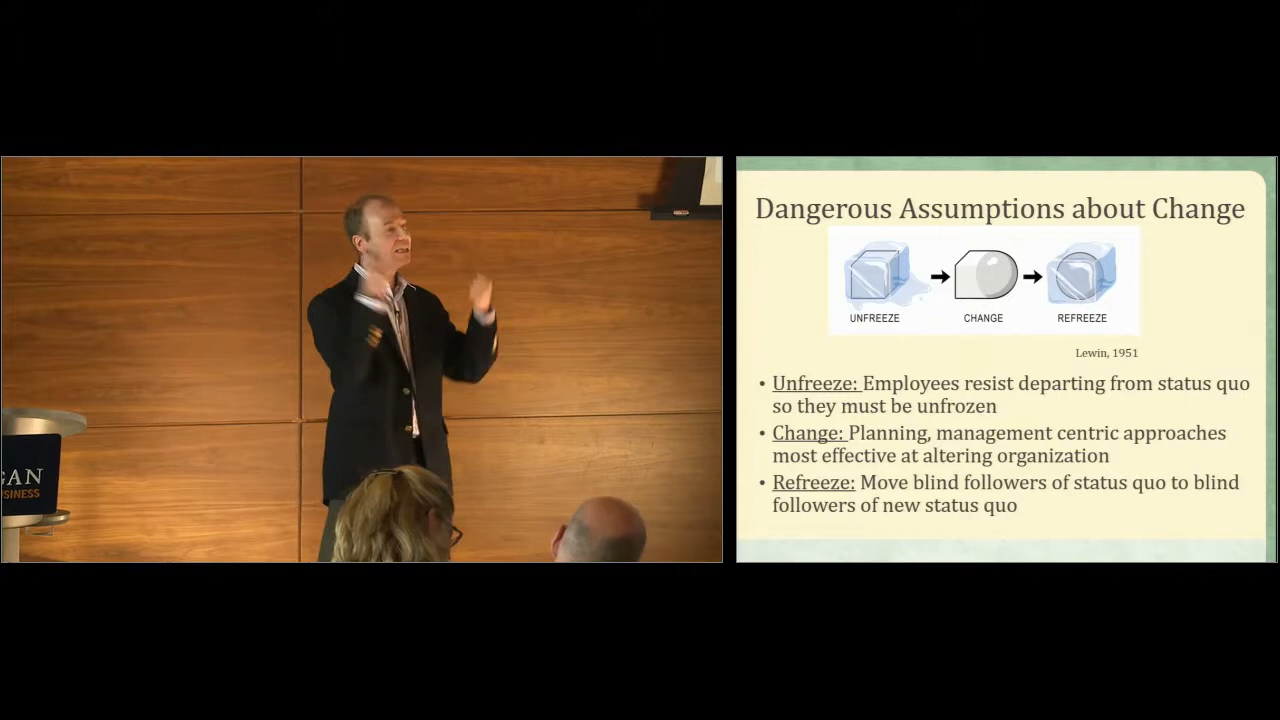 GAN
SINESS
Dangerous Assumptions about Change
UNFREEZE
CHANGE
REFREEZE
Lewin, 1951
• Unfreeze: Employees resist departing from status quo
so they must be unfrozen
• Change: Planning, management centric approaches
most effective at altering organization
• Refreeze: Move blind followers of status quo to blind
followers of new status quo